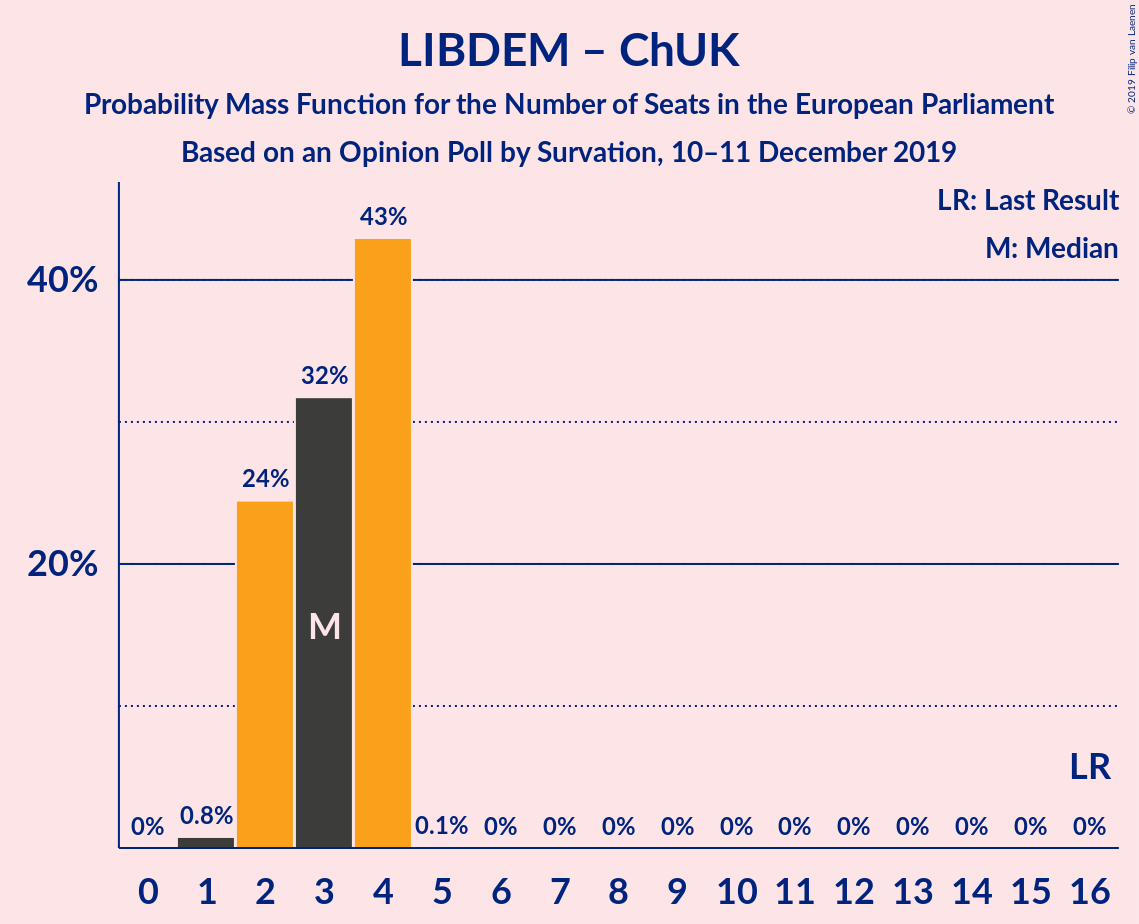 LIBDEM – ChUK
Probability Mass Function for the Number of Seats in the European Parliament
Based on an Opinion Poll by Survation, 10–11 December 2019
© 2019 Filip van Laenen
LR: Last Result
M: Median
43%
40%
32%
24%
20%
M
LR
0% 0.8% 0.1% 0% 0% 0% 0% 0% 0% 0% 0% 0% 0% 0%
0 1 2 3 4 5 6 7 8 9 10 11 12 13 14 15 16